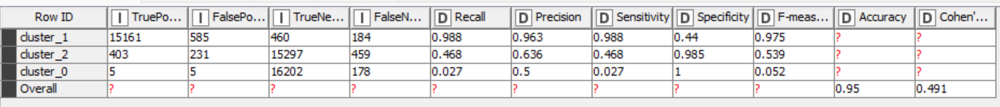 Row ID I TruePo... I FalsePo... I TrueNe... I FalseN... D Recall D Precision D Sensitivity D Specificity D F-meas... D Accuracy D Cohen'...
cluster_1 15161 585 460 184 0.988 0.963 0.988 0.44 0.975 ? ?
cluster_2 403 231 15297 459 0.468 0.636 0.468 0.985 0.539 ? ?
cluster_0 5 5 16202 178 0.027 0.5 0.027 1 0.052 ? ?
Overall ? ? ? ? ? ? ? ? ? 0.95 0.491